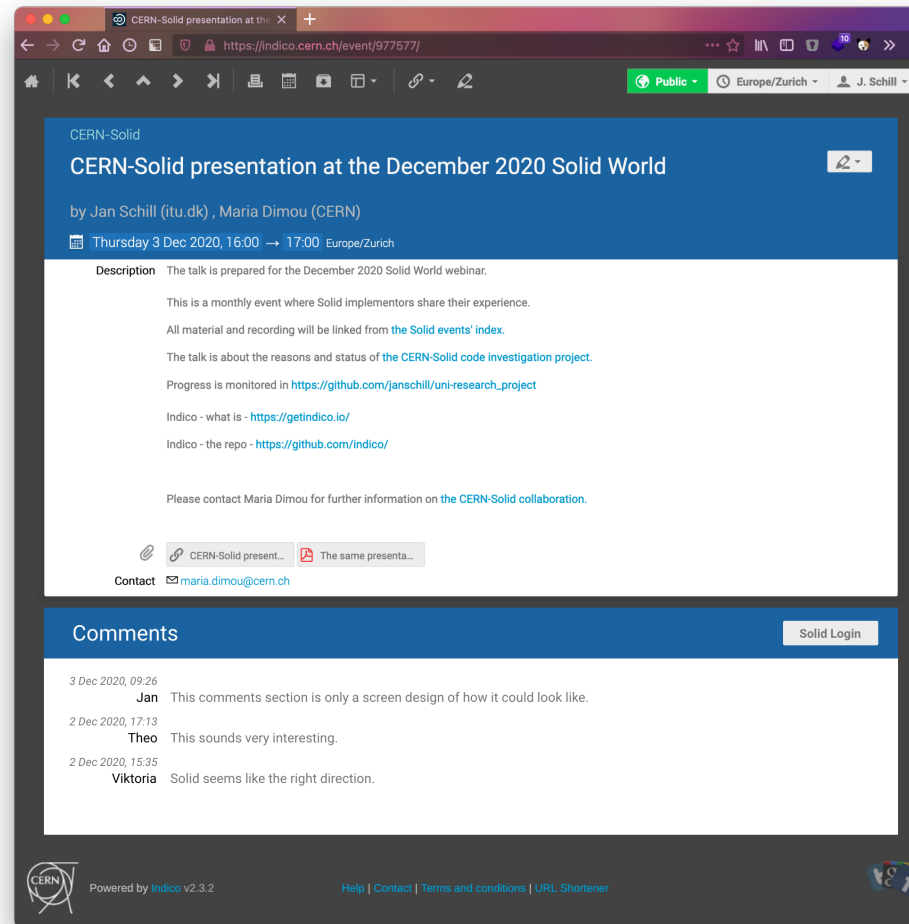 CERN-Solid presentation at the
https://indico.cern.ch/event/977577/
10
Public
Europe/Zurich
J. Schill
CERN-Solid
CERN-Solid presentation at the December 2020 Solid World
by Jan Schill (itu.dk) , Maria Dimou (CERN)
Thursday 3 Dec 2020, 16:00 → 17:00 Europe/Zurich
Description The talk is prepared for the December 2020 Solid World webinar.
This is a monthly event where Solid implementors share their experience.
All material and recording will be linked from the Solid events' index.
The talk is about the reasons and status of the CERN-Solid code investigation project.
Progress is monitored in https://github.com/janschill/uni-research_project
Indico - what is - https://getindico.io/
Indico - the repo - https://github.com/indico/
Please contact Maria Dimou for further information on the CERN-Solid collaboration.
CERN-Solid present... The same presenta...
Contact maria.dimou@cern.ch
Comments Solid Login
3 Dec 2020, 09:26
Jan This comments section is only a screen design of how it could look like.
2 Dec 2020, 17:13
Theo This sounds very interesting.
2 Dec 2020, 15:35
Viktoria Solid seems like the right direction.
CERN
Powered by Indico v2.3.2 Help | Contact | Terms and conditions | URL Shortener